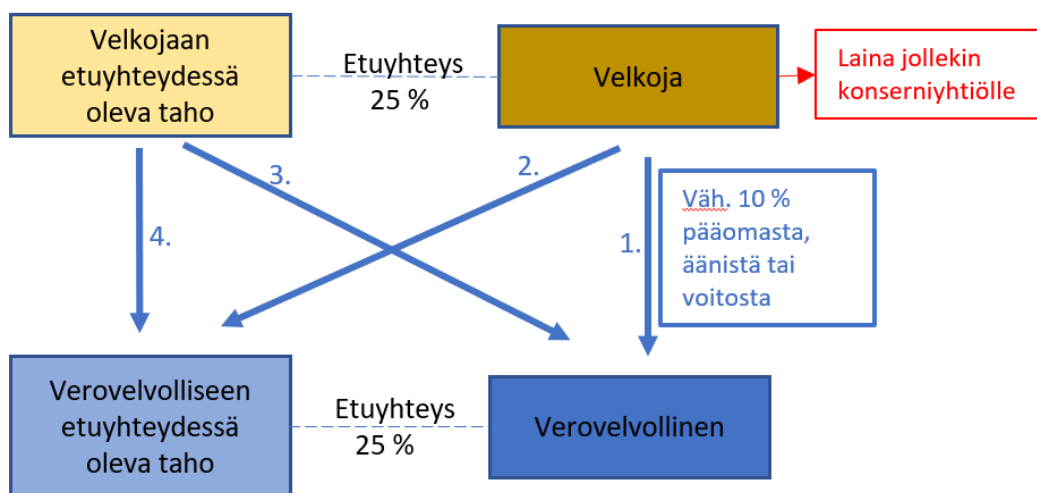 Velkojaan
etuyhteydessä
oleva taho
Etuyhteys
25 %
Velkoja
Laina jollekin
konserniyhtiölle
4.
3.
2.
1.
Väh. 10 %
pääomasta,
äänistä tai
voitosta
Verovelvolliseen
etuyhteydessä
oleva taho
Etuyhteys
25 %
Verovelvollinen